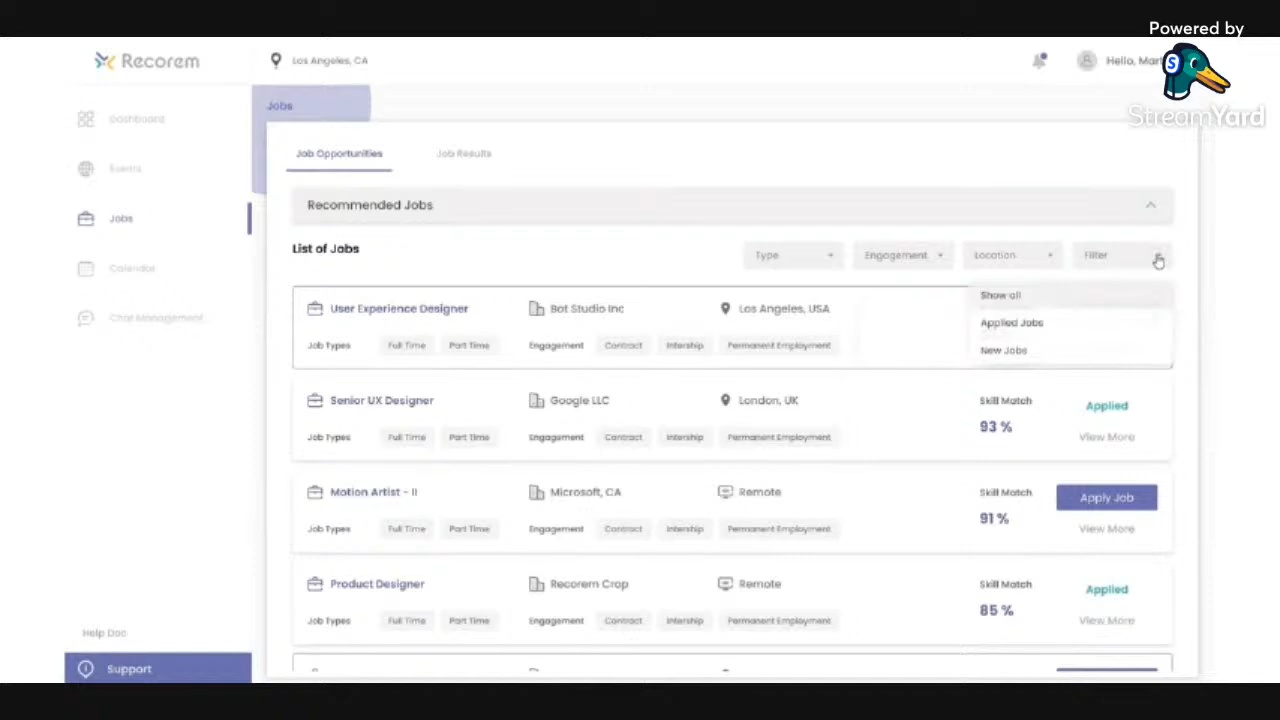 Powered by
StreamYard
Recorem
Los Angeles, CA
Hello, Mart
Dashboard
Events
Jobs
Calendar
Chat Management
Help Doc
Support
Jobs
Job Opportunities Job Results
Recommended Jobs
List of Jobs
Type Engagement Location Filter
Show all
Applied Jobs
New Jobs
User Experience Designer Bot Studio Inc Los Angeles, USA
Job Types Full Time Part Time Engagement Contract Intership Permanent Employment
Senior UX Designer Google LLC London, UK Skill Match Applied
93 %
Job Types Full Time Part Time Engagement Contract Intership Permanent Employment View More
Motion Artist - II Microsoft, CA Remote Skill Match Apply Job
91 %
Job Types Full Time Part Time Engagement Contract Intership Permanent Employment View More
Product Designer Recorem Crop Remote Skill Match Applied
85 %
Job Types Full Time Part Time Engagement Contract Intership Permanent Employment View More